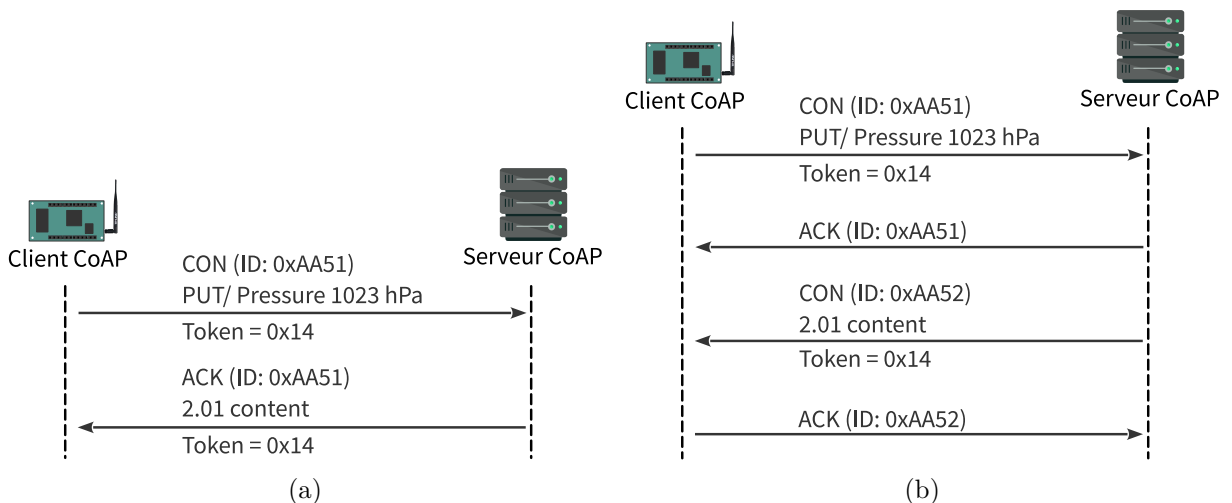 Client CoAP
Serveur CoAP
CON (ID: 0xAA51)
PUT/ Pressure 1023 hPa
Token = 0x14
ACK (ID: 0xAA51)
2.01 content
Token = 0x14
(a)
Client CoAP
Serveur CoAP
CON (ID: 0xAA51)
PUT/ Pressure 1023 hPa
Token = 0x14
ACK (ID: 0xAA51)
CON (ID: 0xAA52)
2.01 content
Token = 0x14
ACK (ID: 0xAA52)
(b)